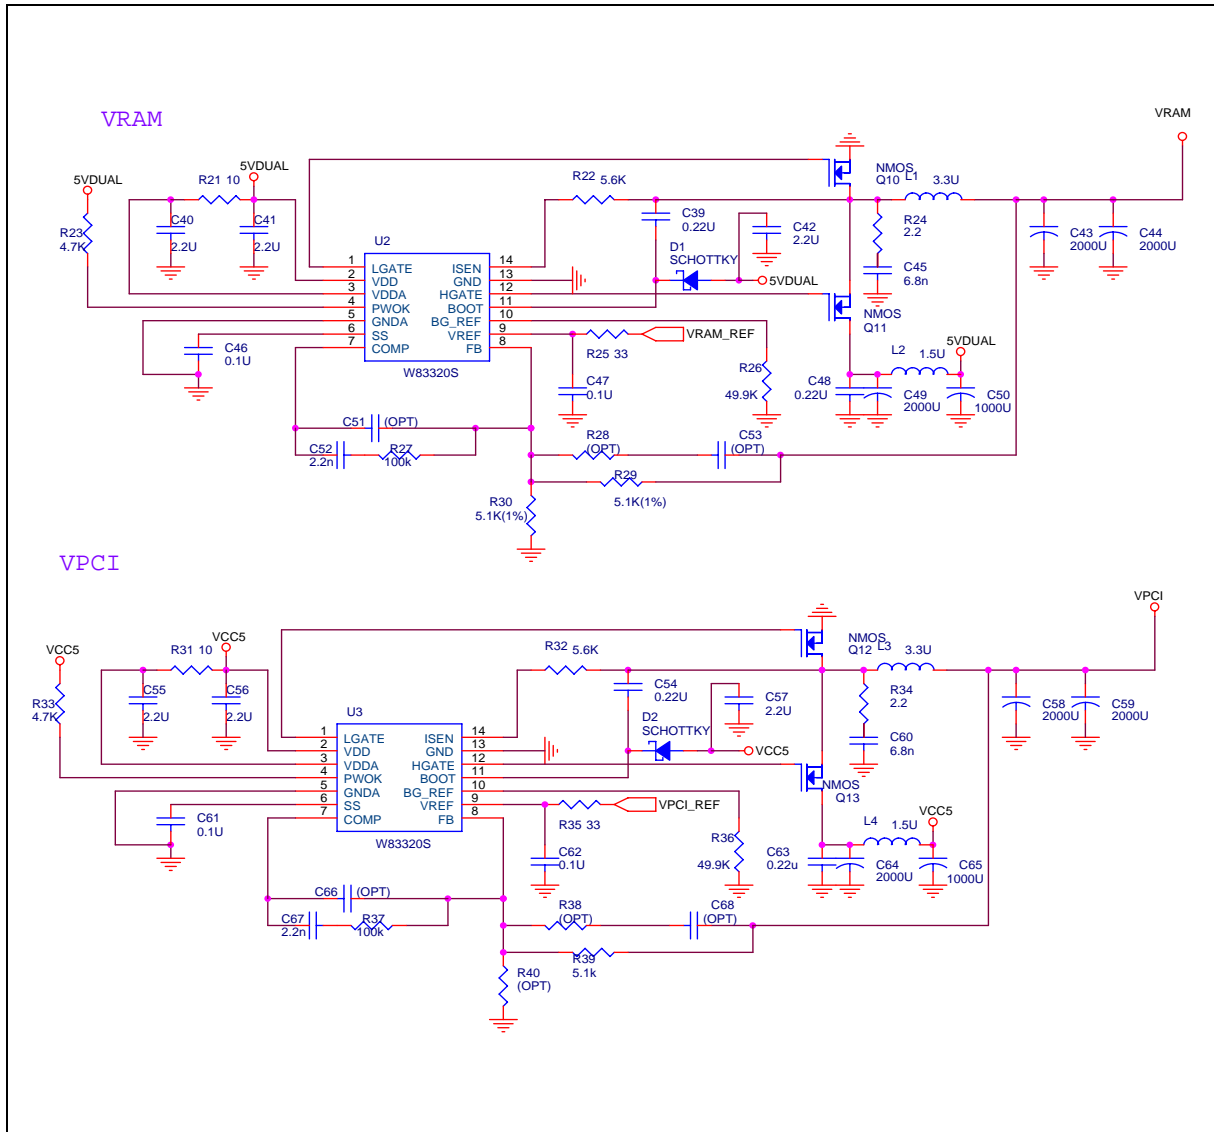 VRAM
VRAM
5VDUAL
R21 10
5VDUAL
R23
4.7K
C40
2.2U
C41
2.2U
R22 5.6K
C39
0.22U
C42
2.2U
D1
SCHOTTKY
5VDUAL
NMOS
Q10
L1 3.3U
R24
2.2
C45
6.8n
C43
2000U
C44
2000U
U2
1 LGATE ISEN 14
2 VDD GND 13
3 VDDA HGATE 12
4 PWOK BOOT 11
5 GNDA BG_REF 10
6 SS VREF 9
7 COMP FB 8
W83320S
NMOS
Q11
C46
0.1U
R25 33
VRAM_REF
C47
0.1U
R26
49.9K
L2 1.5U
5VDUAL
C48
0.22U
C49
2000U
C50
1000U
C51 (OPT)
C52
2.2n
R27
100k
R28
(OPT)
C53
(OPT)
R29
5.1K(1%)
R30
5.1K(1%)
VPCI
VPCI
VCC5
R31 10
VCC5
R33
4.7K
C55
2.2U
C56
2.2U
R32 5.6K
C54
0.22U
C57
2.2U
D2
SCHOTTKY
VCC5
NMOS
Q12
L3 3.3U
R34
2.2
C60
6.8n
C58
2000U
C59
2000U
U3
1 LGATE ISEN 14
2 VDD GND 13
3 VDDA HGATE 12
4 PWOK BOOT 11
5 GNDA BG_REF 10
6 SS VREF 9
7 COMP FB 8
W83320S
NMOS
Q13
C61
0.1U
R35 33
VPCI_REF
C62
0.1U
R36
49.9K
L4 1.5U
VCC5
C63
0.22u
C64
2000U
C65
1000U
C66 (OPT)
C67
2.2n
R37
100k
R38
(OPT)
C68
(OPT)
R39
5.1k
R40
(OPT)